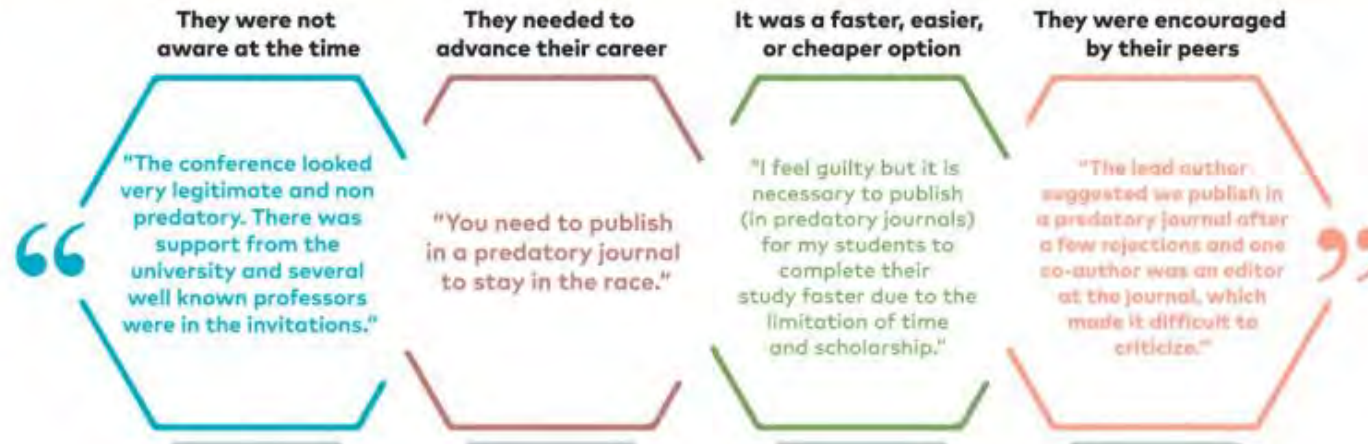 They were not
aware at the time
"The conference looked
very legitimate and non
predatory. There was
support from the
university and several
well known professors
were in the invitations."
They needed to
advance their career
"You need to publish
in a predatory journal
to stay in the race."
It was a faster, easier,
or cheaper option
"I feel guilty but it is
necessary to publish
(in predatory journals)
for my students to
complete their
study faster due to the
limitation of time
and scholarship."
They were encouraged
by their peers
"The lead author
suggested we publish in
a predatory journal after
a few rejections and one
co-author was an editor
at the journal, which
made it difficult to
criticize."